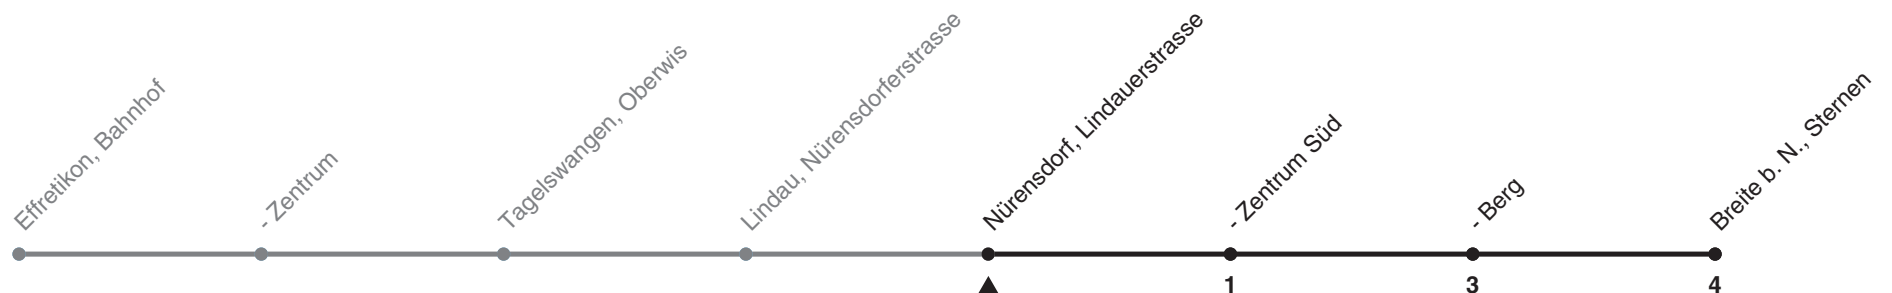 Effretikon, Bahnhof
- Zentrum
Tagelswangen, Oberwis
Lindau, Nürensdorferstrasse
Nürensdorf, Lindauerstrasse
- Zentrum Süd
- Berg
Breite b. N., Sternen
1
3
4